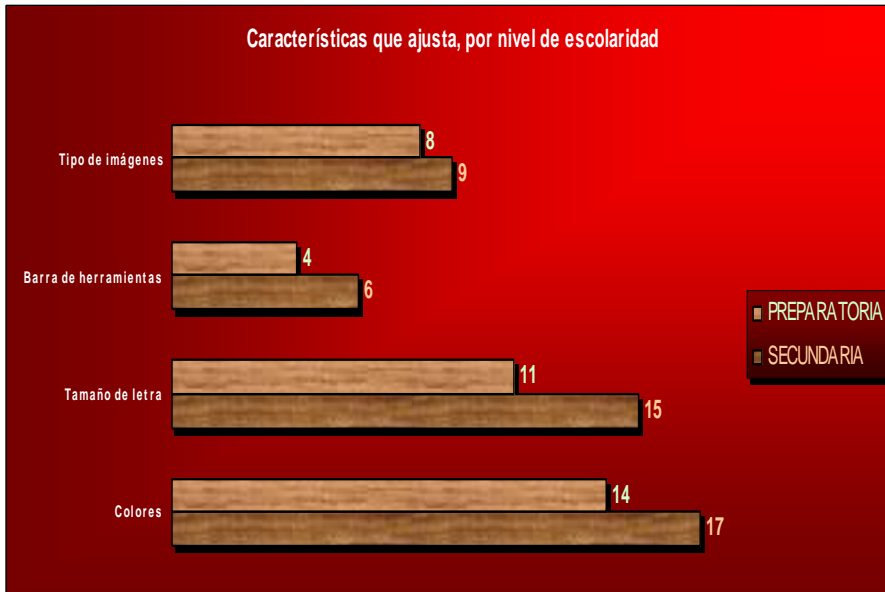 Características que ajusta, por nivel de escolaridad
Tipo de imágenes
8
9
Barra de herramientas
4
6
Tamaño de letra
11
15
Colores
14
17
PREPARATORIA
SECUNDARIA